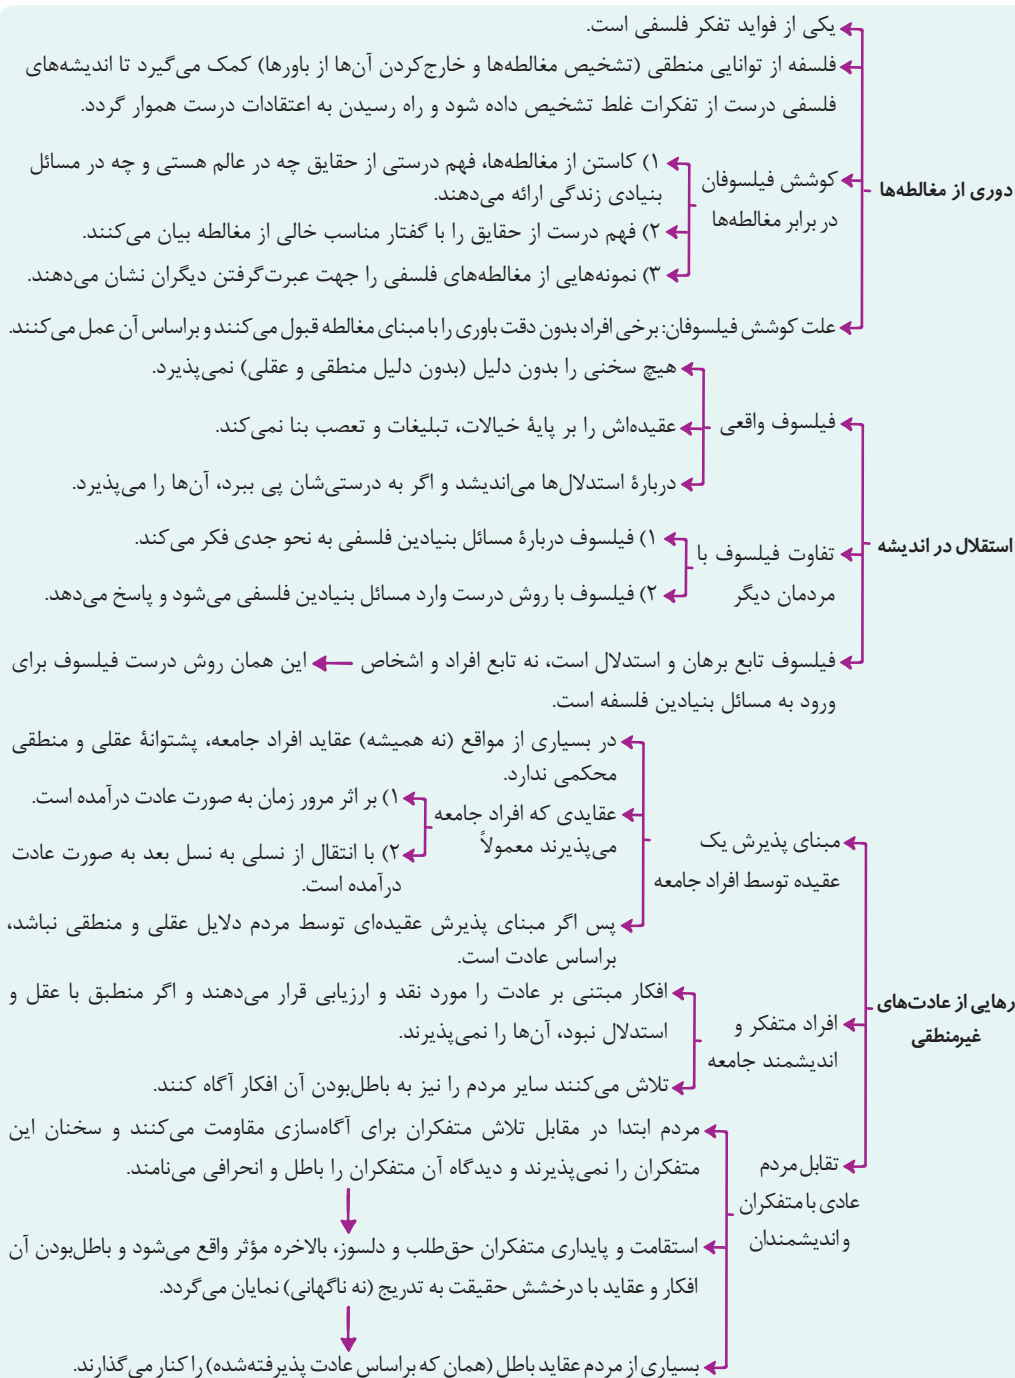 یکی از فواید تفکر فلسفی است.
فلسفه از توانایی منطقی (تشخیص مغالطه‌ها و خارج‌کردن آن‌ها از باورها) کمک می‌گیرد تا اندیشه‌های
فلسفی درست از تفکرات غلط تشخیص داده شود و راه رسیدن به اعتقادات درست هموار گردد.
دوری از مغالطه‌ها
کوشش فیلسوفان
در برابر مغالطه‌ها
۱) کاستن از مغالطه‌ها، فهم درستی از حقایق چه در عالم هستی و چه در مسائل
بنیادی زندگی ارائه می‌دهند.
۲) فهم درست از حقایق را با گفتار مناسب خالی از مغالطه بیان می‌کنند.
۳) نمونه‌هایی از مغالطه‌های فلسفی را جهت عبرت‌گرفتن دیگران نشان می‌دهند.
علت کوشش فیلسوفان: برخی افراد بدون دقت باوری را با مبنای مغالطه قبول می‌کنند و براساس آن عمل می‌کنند.
استقلال در اندیشه
فیلسوف واقعی
هیچ سخنی را بدون دلیل (بدون دلیل منطقی و عقلی) نمی‌پذیرد.
عقیده‌اش را بر پایهٔ خیالات، تبلیغات و تعصب بنا نمی‌کند.
دربارهٔ استدلال‌ها می‌اندیشد و اگر به درستی‌شان پی ببرد، آن‌ها را می‌پذیرد.
تفاوت فیلسوف با
مردمان دیگر
۱) فیلسوف دربارهٔ مسائل بنیادین فلسفی به نحو جدی فکر می‌کند.
۲) فیلسوف با روش درست وارد مسائل بنیادین فلسفی می‌شود و پاسخ می‌دهد.
فیلسوف تابع برهان و استدلال است، نه تابع افراد و اشخاص ← این همان روش درست فیلسوف برای
ورود به مسائل بنیادین فلسفه است.
رهایی از عادت‌های
غیرمنطقی
مبنای پذیرش یک
عقیده توسط افراد جامعه
در بسیاری از مواقع (نه همیشه) عقاید افراد جامعه، پشتوانهٔ عقلی و منطقی
محکمی ندارد.
عقایدی که افراد جامعه
می‌پذیرند معمولاً
۱) بر اثر مرور زمان به صورت عادت درآمده است.
۲) با انتقال از نسلی به نسل بعد به صورت عادت
درآمده است.
پس اگر مبنای پذیرش عقیده‌ای توسط مردم دلایل عقلی و منطقی نباشد،
براساس عادت است.
افراد متفکر و
اندیشمند جامعه
افکار مبتنی بر عادت را مورد نقد و ارزیابی قرار می‌دهند و اگر منطبق با عقل و
استدلال نبود، آن‌ها را نمی‌پذیرند.
تلاش می‌کنند سایر مردم را نیز به باطل‌بودن آن افکار آگاه کنند.
تقابل مردم
عادی با متفکران
و اندیشمندان
مردم ابتدا در مقابل تلاش متفکران برای آگاه‌سازی مقاومت می‌کنند و سخنان این
متفکران را نمی‌پذیرند و دیدگاه آن متفکران را باطل و انحرافی می‌نامند.
استقامت و پایداری متفکران حق‌طلب و دلسوز، بالاخره مؤثر واقع می‌شود و باطل‌بودن آن
افکار و عقاید با درخشش حقیقت به تدریج (نه ناگهانی) نمایان می‌گردد.
بسیاری از مردم عقاید باطل (همان که براساس عادت پذیرفته‌شده) را کنار می‌گذارند.